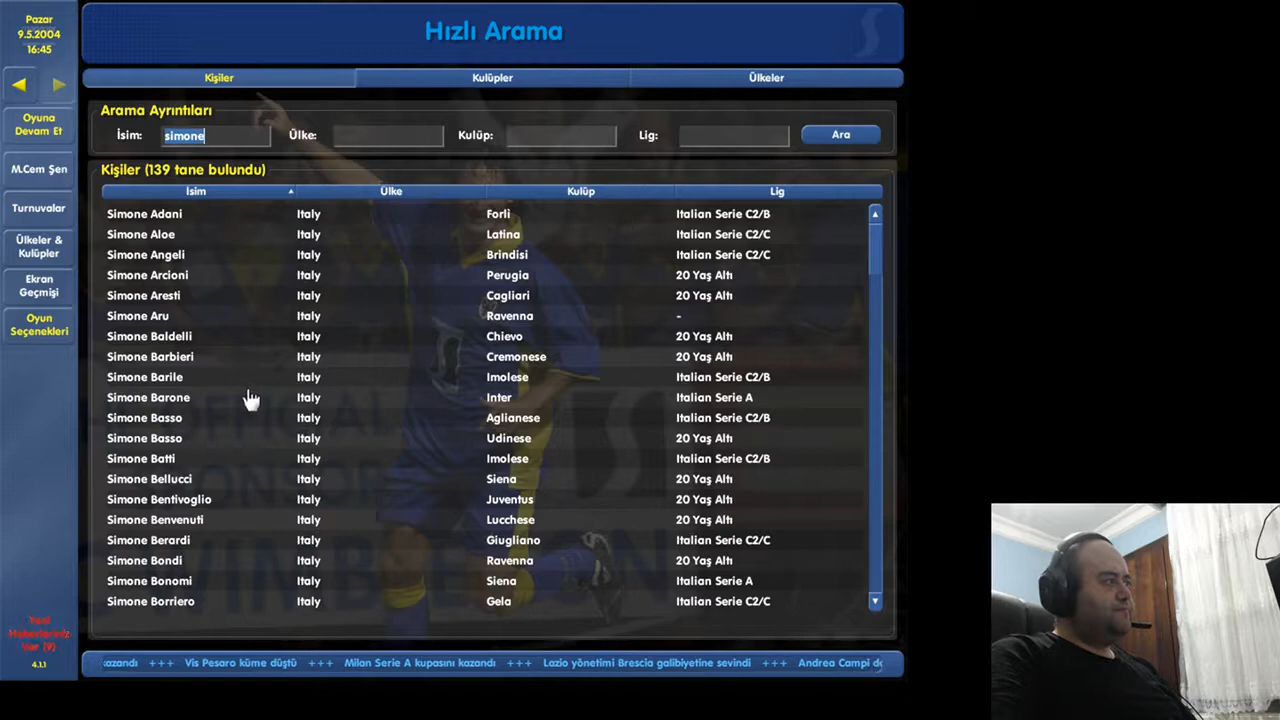 Pazar
9.5.2004
16:45
Oyuna
Devam Et
M.Cem Şen
Turnuvalar
Ülkeler &
Kulüpler
Ekran
Geçmişi
Oyun
Seçenekleri
Yeni
Haberleriniz
Var (9)
4.1.1
Hızlı Arama
Kişiler Kulüpler Ülkeler
Arama Ayrıntıları
İsim: simone Ülke: Kulüp: Lig: Ara
Kişiler (139 tane bulundu)
İsim Ülke Kulüp Lig
Simone Adani Italy Forlì Italian Serie C2/B
Simone Aloe Italy Latina Italian Serie C2/C
Simone Angeli Italy Brindisi Italian Serie C2/C
Simone Arcioni Italy Perugia 20 Yaş Altı
Simone Aresti Italy Cagliari 20 Yaş Altı
Simone Aru Italy Ravenna -
Simone Baldelli Italy Chievo 20 Yaş Altı
Simone Barbieri Italy Cremonese 20 Yaş Altı
Simone Barile Italy Imolese Italian Serie C2/B
Simone Barone Italy Inter Italian Serie A
Simone Basso Italy Aglianese Italian Serie C2/B
Simone Basso Italy Udinese 20 Yaş Altı
Simone Batti Italy Imolese Italian Serie C2/B
Simone Bellucci Italy Siena 20 Yaş Altı
Simone Bentivoglio Italy Juventus 20 Yaş Altı
Simone Benvenuti Italy Lucchese 20 Yaş Altı
Simone Berardi Italy Giugliano Italian Serie C2/C
Simone Bondi Italy Ravenna 20 Yaş Altı
Simone Bonomi Italy Siena Italian Serie A
Simone Borriero Italy Gela Italian Serie C2/C
kazandı +++ Vis Pesaro küme düştü +++ Milan Serie A kupasını kazandı +++ Lazio yönetimi Brescia galibiyetine sevindi +++ Andrea Campi